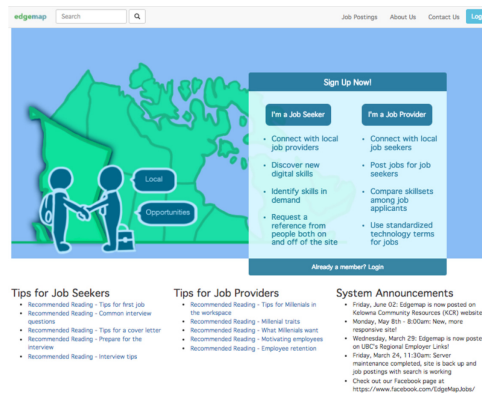 edgemap
Search
Job Postings
About Us
Contact Us
Log
Sign Up Now!
I'm a Job Seeker
Connect with local
job providers
Discover new
digital skills
Identify skills in
demand
Request a
reference from
people both on
and off of the site
I'm a Job Provider
Connect with local
job seekers
Post jobs for job
seekers
Compare skillsets
among job
applicants
Use standardized
technology terms
for jobs
Already a member? Login
Local
Opportunities
Tips for Job Seekers
Recommended Reading - Tips for first job
Recommended Reading - Common interview
questions
Recommended Reading - Tips for a cover letter
Recommended Reading - Prepare for the
interview
Recommended Reading - Interview tips
Tips for Job Providers
Recommended Reading - Tips for Millenials in
the workspace
Recommended Reading - Millenial traits
Recommended Reading - What Millenials want
Recommended Reading - Motivating employees
Recommended Reading - Employee retention
System Announcements
Friday, June 02: Edgemap is now posted on
Kelowna Community Resources (KCR) website
Monday, May 8th - 8:00am: New, more
responsive site!
Wednesday, March 29: Edgemap is now poste
on UBC's Regional Employer Links!
Friday, March 24, 11:30am: Server
maintenance completed, site is back up and
job postings with search is working
Check out our Facebook page at
https://www.facebook.com/EdgeMapJobs/